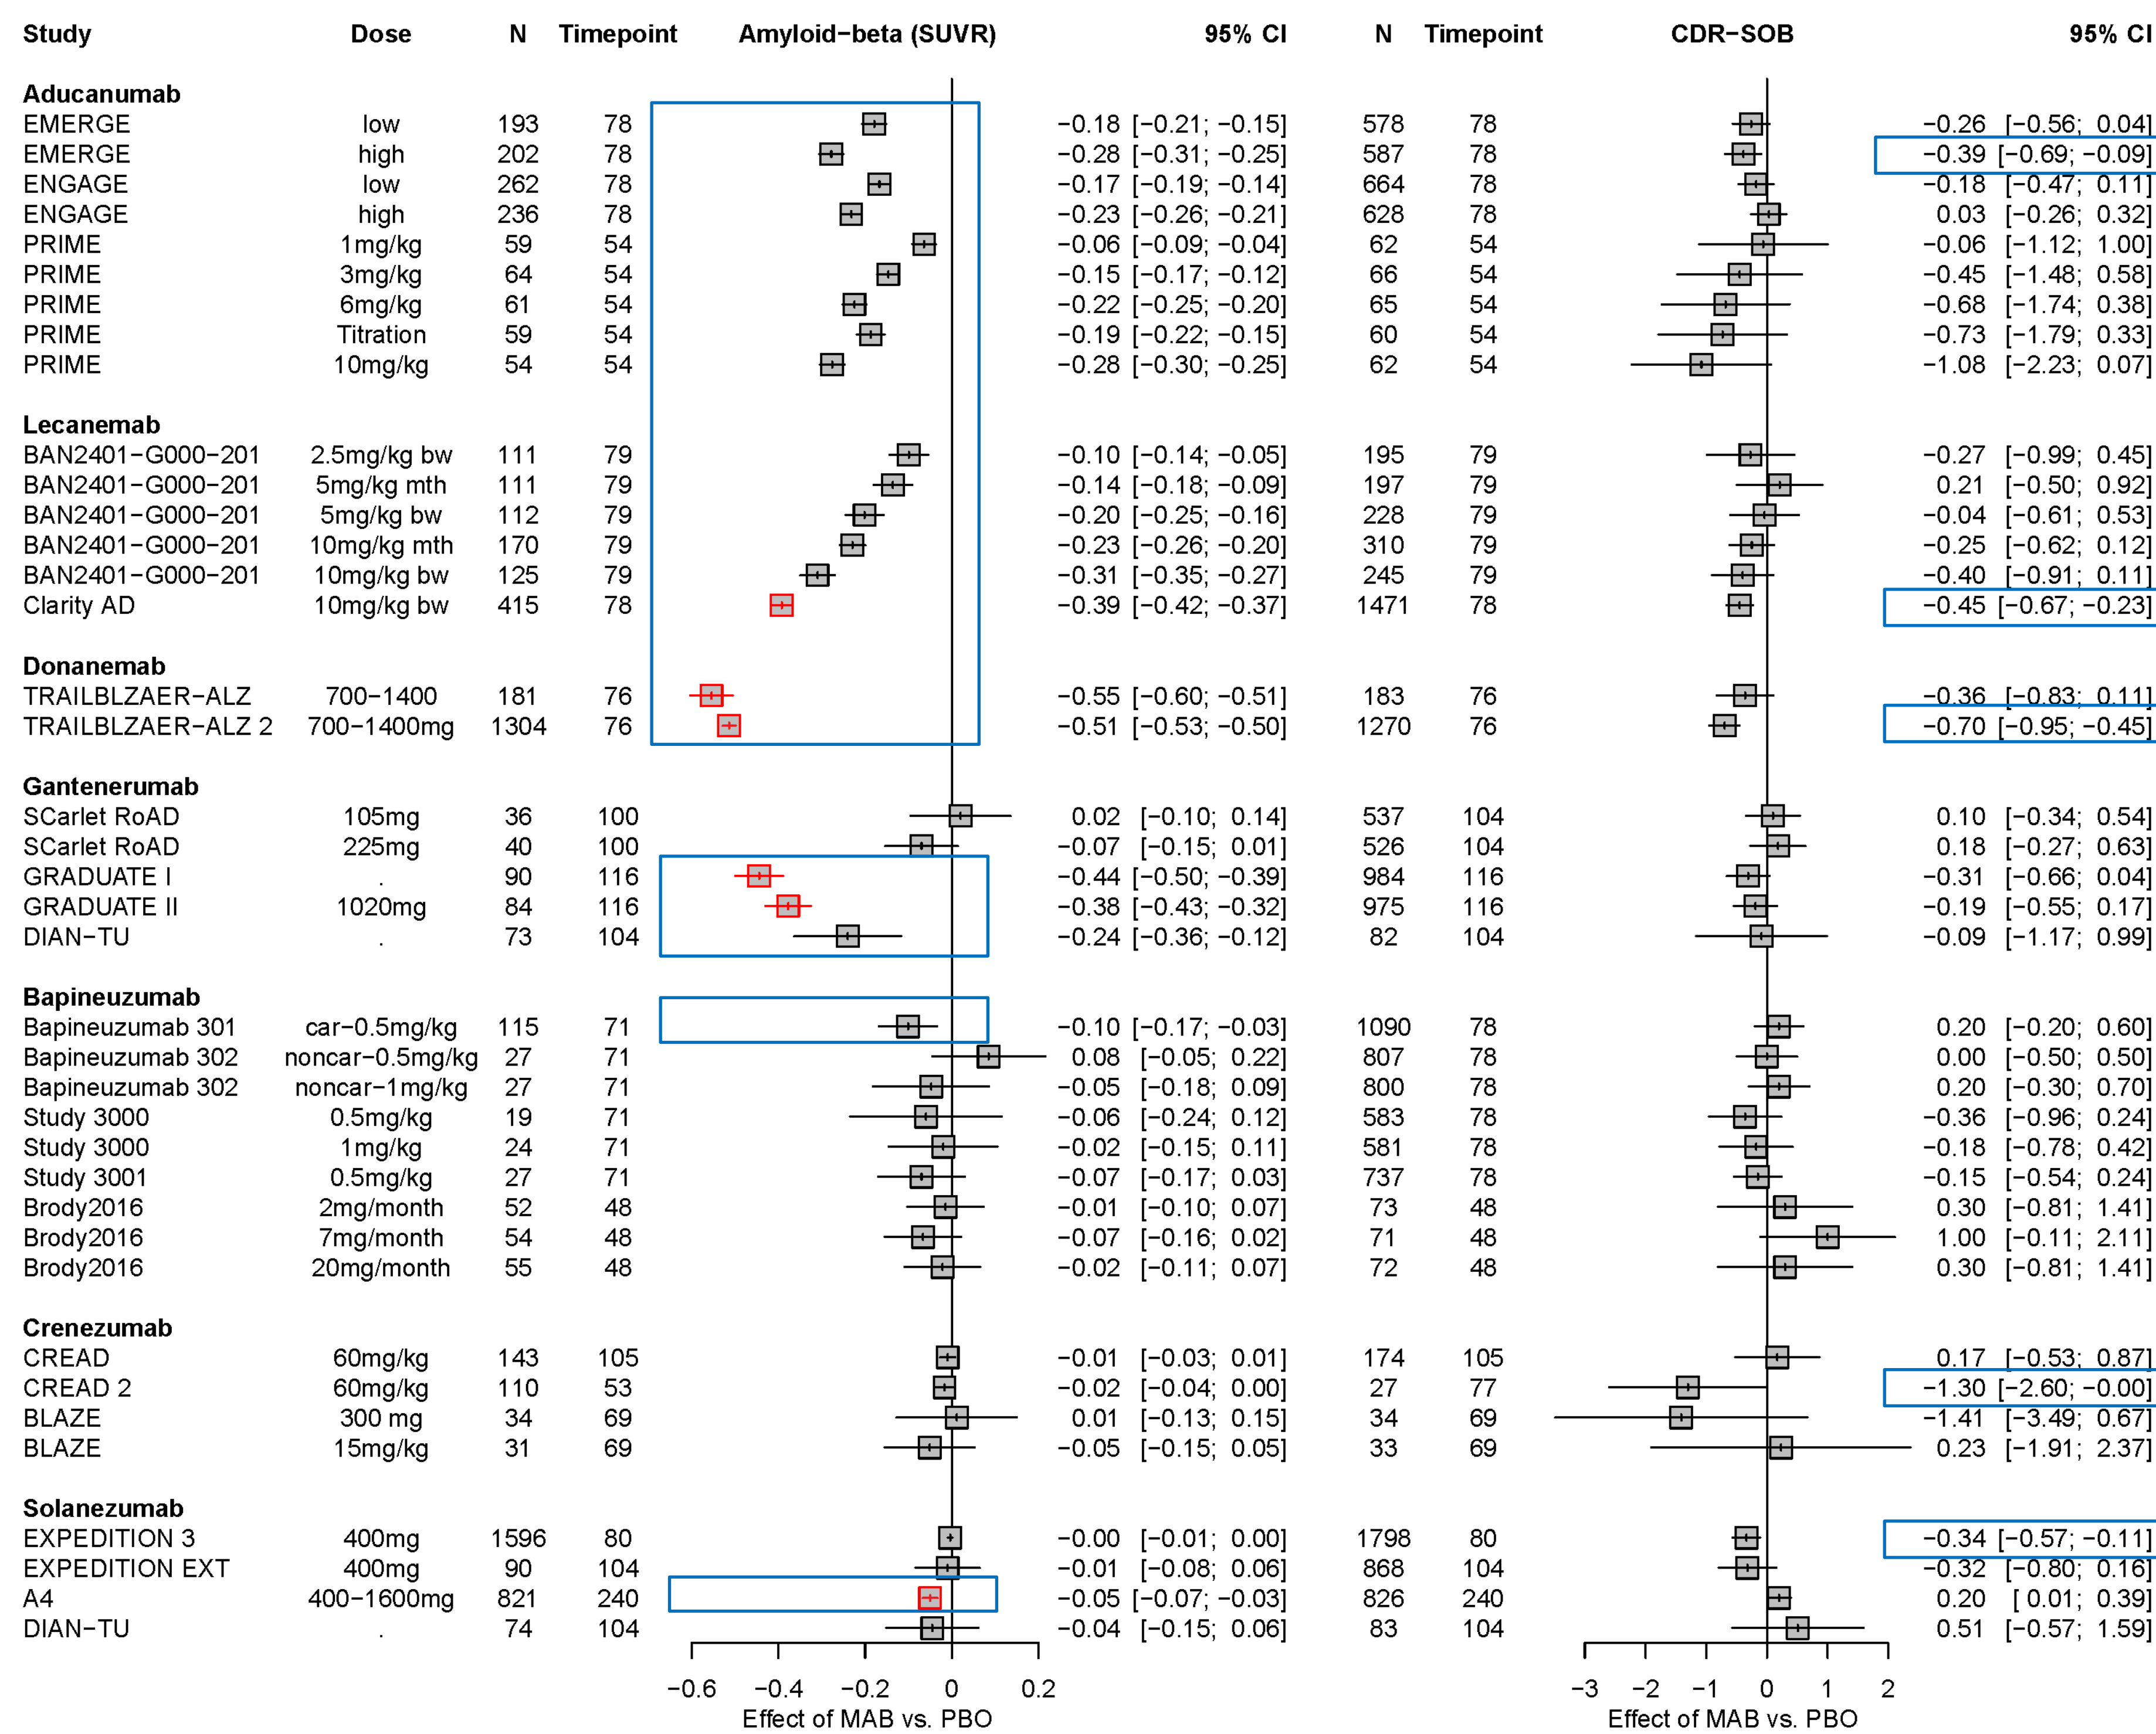 Study Dose N Timepoint Amyloid−beta (SUVR) 95% CI N Timepoint CDR−SOB 95% CI
Aducanumab
EMERGE low 193 78 −0.18 [−0.21; −0.15] 578 78 −0.26 [−0.56; 0.04]
EMERGE high 202 78 −0.28 [−0.31; −0.25] 587 78 −0.39 [−0.69; −0.09]
ENGAGE low 262 78 −0.17 [−0.19; −0.14] 664 78 −0.18 [−0.47; 0.11]
ENGAGE high 236 78 −0.23 [−0.26; −0.21] 628 78 0.03 [−0.26; 0.32]
PRIME 1mg/kg 59 54 −0.06 [−0.09; −0.04] 62 54 −0.06 [−1.12; 1.00]
PRIME 3mg/kg 64 54 −0.15 [−0.17; −0.12] 66 54 −0.45 [−1.48; 0.58]
PRIME 6mg/kg 61 54 −0.22 [−0.25; −0.20] 65 54 −0.68 [−1.74; 0.38]
PRIME Titration 59 54 −0.19 [−0.22; −0.15] 60 54 −0.73 [−1.79; 0.33]
PRIME 10mg/kg 54 54 −0.28 [−0.30; −0.25] 62 54 −1.08 [−2.23; 0.07]
Lecanemab
BAN2401−G000−201 2.5mg/kg bw 111 79 −0.10 [−0.14; −0.05] 195 79 −0.27 [−0.99; 0.45]
BAN2401−G000−201 5mg/kg mth 111 79 −0.14 [−0.18; −0.09] 197 79 0.21 [−0.50; 0.92]
BAN2401−G000−201 5mg/kg bw 112 79 −0.20 [−0.25; −0.16] 228 79 −0.04 [−0.61; 0.53]
BAN2401−G000−201 10mg/kg mth 170 79 −0.23 [−0.26; −0.20] 310 79 −0.25 [−0.62; 0.12]
BAN2401−G000−201 10mg/kg bw 125 79 −0.31 [−0.35; −0.27] 245 79 −0.40 [−0.91; 0.11]
Clarity AD 10mg/kg bw 415 78 −0.39 [−0.42; −0.37] 1471 78 −0.45 [−0.67; −0.23]
Donanemab
TRAILBLZAER−ALZ 700−1400 181 76 −0.55 [−0.60; −0.51] 183 76 −0.36 [−0.83; 0.11]
TRAILBLZAER−ALZ 2 700−1400mg 1304 76 −0.51 [−0.53; −0.50] 1270 76 −0.70 [−0.95; −0.45]
Gantenerumab
SCarlet RoAD 105mg 36 100 0.02 [−0.10; 0.14] 537 104 0.10 [−0.34; 0.54]
SCarlet RoAD 225mg 40 100 −0.07 [−0.15; 0.01] 526 104 0.18 [−0.27; 0.63]
GRADUATE I . 90 116 −0.44 [−0.50; −0.39] 984 116 −0.31 [−0.66; 0.04]
GRADUATE II 1020mg 84 116 −0.38 [−0.43; −0.32] 975 116 −0.19 [−0.55; 0.17]
DIAN−TU . 73 104 −0.24 [−0.36; −0.12] 82 104 −0.09 [−1.17; 0.99]
Bapineuzumab
Bapineuzumab 301 car−0.5mg/kg 115 71 −0.10 [−0.17; −0.03] 1090 78 0.20 [−0.20; 0.60]
Bapineuzumab 302 noncar−0.5mg/kg 27 71 0.08 [−0.05; 0.22] 807 78 0.00 [−0.50; 0.50]
Bapineuzumab 302 noncar−1mg/kg 27 71 −0.05 [−0.18; 0.09] 800 78 0.20 [−0.30; 0.70]
Study 3000 0.5mg/kg 19 71 −0.06 [−0.24; 0.12] 583 78 −0.36 [−0.96; 0.24]
Study 3000 1mg/kg 24 71 −0.02 [−0.15; 0.11] 581 78 −0.18 [−0.78; 0.42]
Study 3001 0.5mg/kg 27 71 −0.07 [−0.17; 0.03] 737 78 −0.15 [−0.54; 0.24]
Brody2016 2mg/month 52 48 −0.01 [−0.10; 0.07] 73 48 0.30 [−0.81; 1.41]
Brody2016 7mg/month 54 48 −0.07 [−0.16; 0.02] 71 48 1.00 [−0.11; 2.11]
Brody2016 20mg/month 55 48 −0.02 [−0.11; 0.07] 72 48 0.30 [−0.81; 1.41]
Crenezumab
CREAD 60mg/kg 143 105 −0.01 [−0.03; 0.01] 174 105 0.17 [−0.53; 0.87]
CREAD 2 60mg/kg 110 53 −0.02 [−0.04; 0.00] 27 77 −1.30 [−2.60; −0.00]
BLAZE 300 mg 34 69 0.01 [−0.13; 0.15] 34 69 −1.41 [−3.49; 0.67]
BLAZE 15mg/kg 31 69 −0.05 [−0.15; 0.05] 33 69 0.23 [−1.91; 2.37]
Solanezumab
EXPEDITION 3 400mg 1596 80 −0.00 [−0.01; 0.00] 1798 80 −0.34 [−0.57; −0.11]
EXPEDITION EXT 400mg 90 104 −0.01 [−0.08; 0.06] 868 104 −0.32 [−0.80; 0.16]
A4 400−1600mg 821 240 −0.05 [−0.07; −0.03] 826 240 0.20 [ 0.01; 0.39]
DIAN−TU . 74 104 −0.04 [−0.15; 0.06] 83 104 0.51 [−0.57; 1.59]
−0.6 −0.4 −0.2 0 0.2 −3 −2 −1 0 1 2
Effect of MAB vs. PBO Effect of MAB vs. PBO